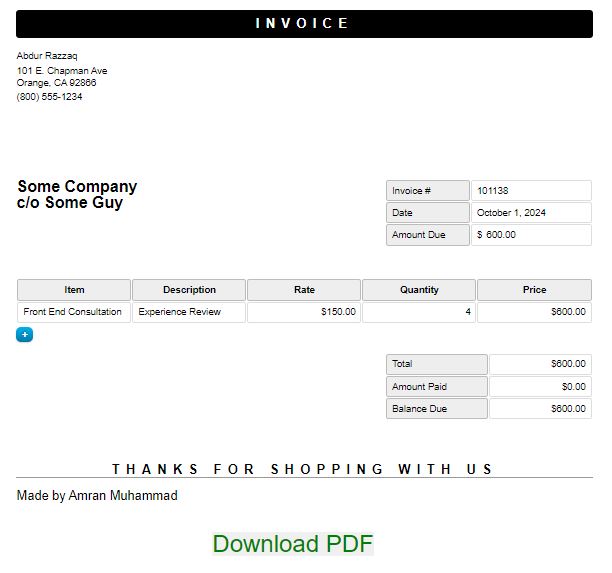 INVOICE
Abdur Razzaq
101 E. Chapman Ave
Orange, CA 92866
(800) 555-1234
Some Company
c/o Some Guy
Invoice # 101138
Date October 1, 2024
Amount Due $ 600.00
Item Description Rate Quantity Price
Front End Consultation Experience Review $150.00 4 $600.00
+
Total $600.00
Amount Paid $0.00
Balance Due $600.00
THANKS FOR SHOPPING WITH US
Made by Amran Muhammad
Download PDF